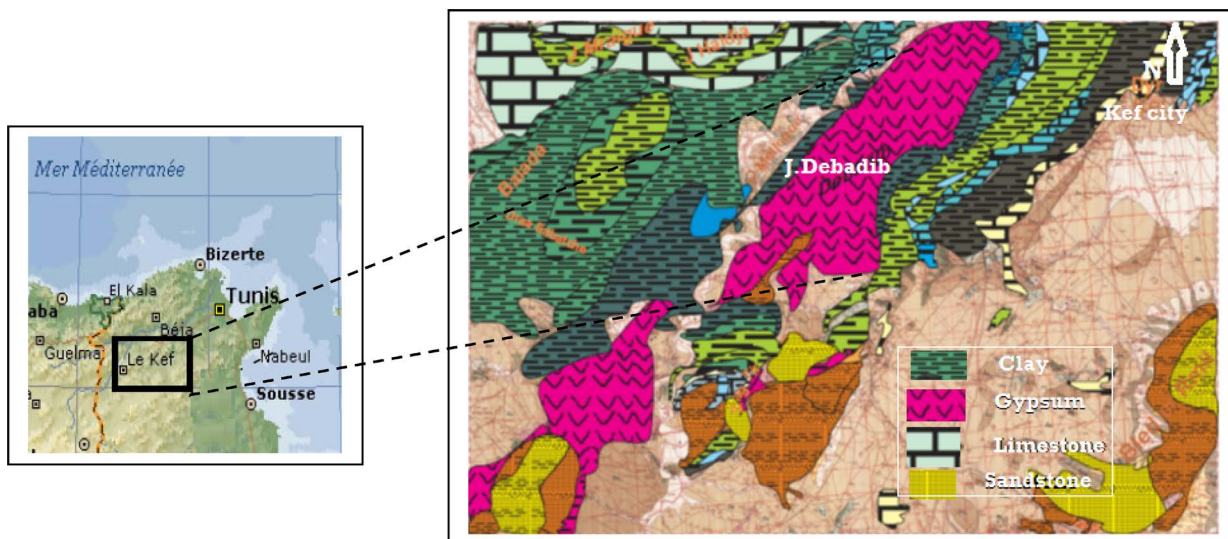 Mer Méditerranée
Bizerte
El Kala
Tunis
aba
Béja
Guelma
Le Kef
Nabeul
Sousse
J. Haidja
N
Kef city
J.Debadib
Clay
Gypsum
Limestone
Sandstone